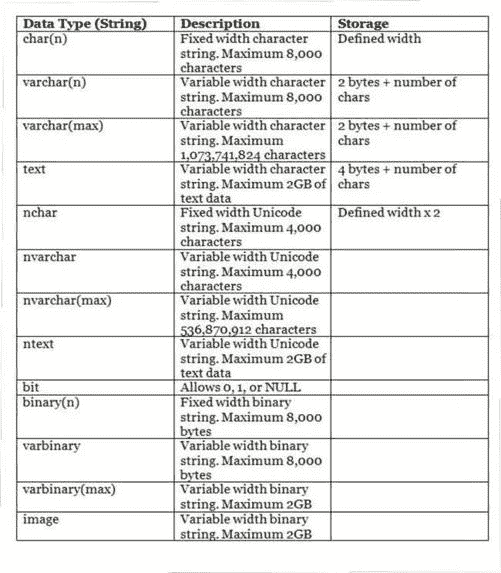 Data Type (String) Description Storage
char(n) Fixed width character Defined width
string. Maximum 8,000
characters
varchar(n) Variable width character 2 bytes + number of
string. Maximum 8,000 chars
characters
varchar(max) Variable width character 2 bytes + number of
string. Maximum chars
1,073,741,824 characters
text Variable width character 4 bytes + number of
string. Maximum 2GB of chars
text data
nchar Fixed width Unicode Defined width x 2
string. Maximum 4,000
characters
nvarchar Variable width Unicode
string. Maximum 4,000
characters
nvarchar(max) Variable width Unicode
string. Maximum
536,870,912 characters
ntext Variable width Unicode
string. Maximum 2GB of
text data
bit Allows 0, 1, or NULL
binary(n) Fixed width binary
string. Maximum 8,000
bytes
varbinary Variable width binary
string. Maximum 8,000
bytes
varbinary(max) Variable width binary
string. Maximum 2GB
image Variable width binary
string. Maximum 2GB